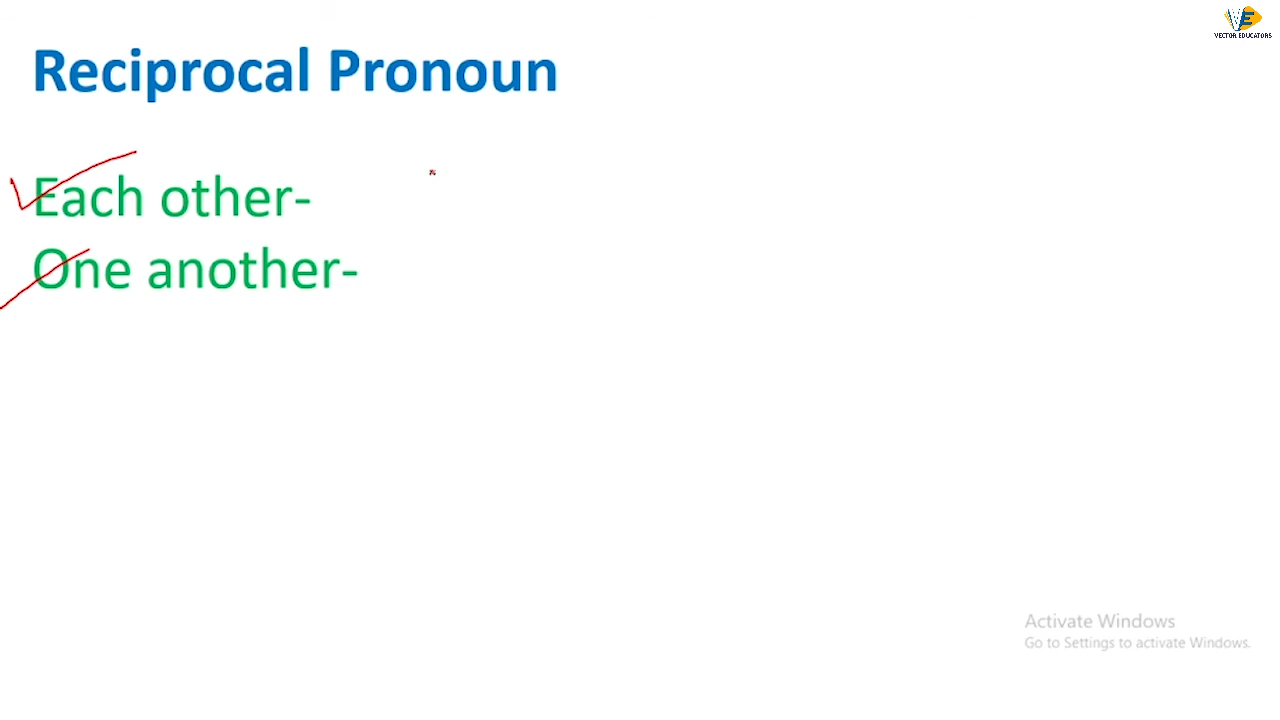 VECTOR EDUCATORS
Reciprocal Pronoun
Each other-
One another-
Activate Windows
Go to Settings to activate Windows.